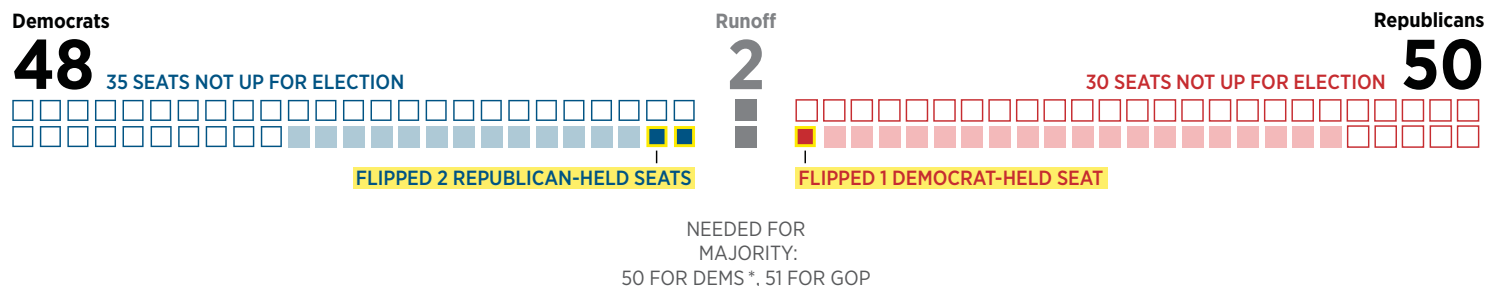 Democrats
48
35 SEATS NOT UP FOR ELECTION
Runoff
2
Republicans
50
30 SEATS NOT UP FOR ELECTION
FLIPPED 2 REPUBLICAN-HELD SEATS
FLIPPED 1 DEMOCRAT-HELD SEAT
NEEDED FOR
MAJORITY:
50 FOR DEMS *, 51 FOR GOP